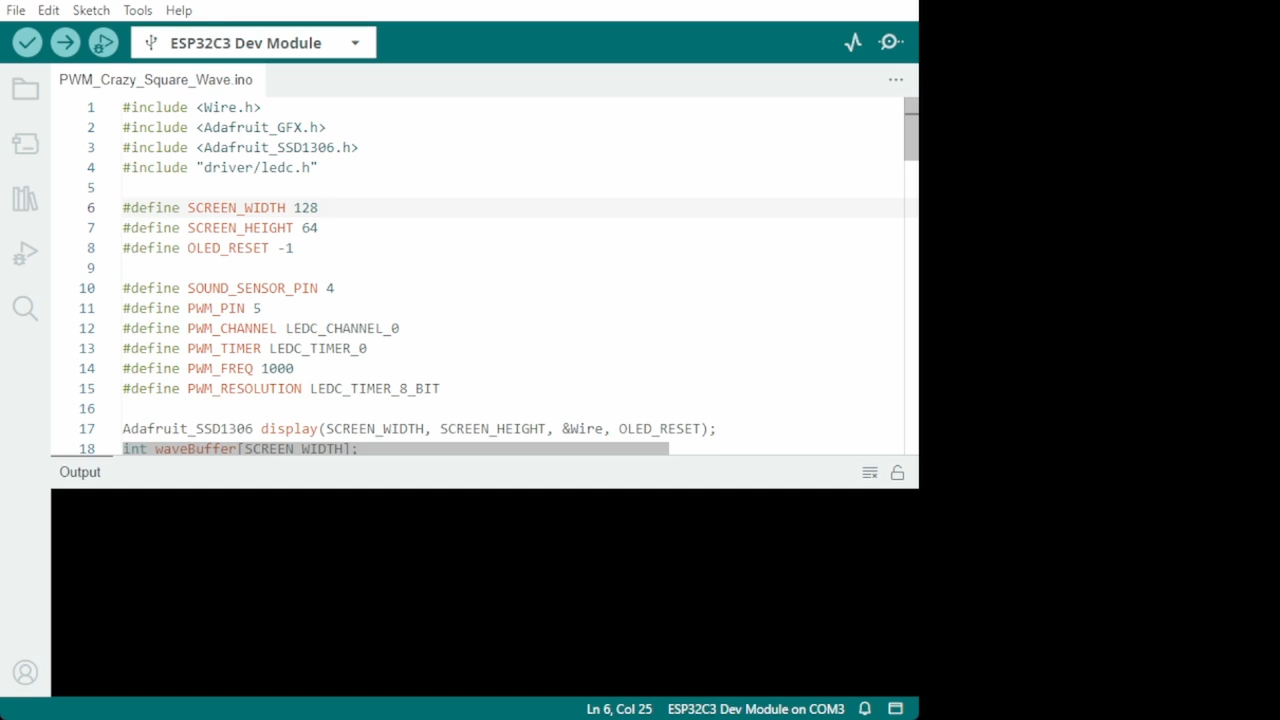 File Edit Sketch Tools Help
ESP32C3 Dev Module
PWM_Crazy_Square_Wave.ino
1 #include <Wire.h>
2 #include <Adafruit_GFX.h>
3 #include <Adafruit_SSD1306.h>
4 #include "driver/ledc.h"
5
6 #define SCREEN_WIDTH 128
7 #define SCREEN_HEIGHT 64
8 #define OLED_RESET -1
9
10 #define SOUND_SENSOR_PIN 4
11 #define PWM_PIN 5
12 #define PWM_CHANNEL LEDC_CHANNEL_0
13 #define PWM_TIMER LEDC_TIMER_0
14 #define PWM_FREQ 1000
15 #define PWM_RESOLUTION LEDC_TIMER_8_BIT
16
17 Adafruit_SSD1306 display(SCREEN_WIDTH, SCREEN_HEIGHT, &Wire, OLED_RESET);
18 int waveBuffer[SCREEN_WIDTH];
Output
Ln 6, Col 25 ESP32C3 Dev Module on COM3